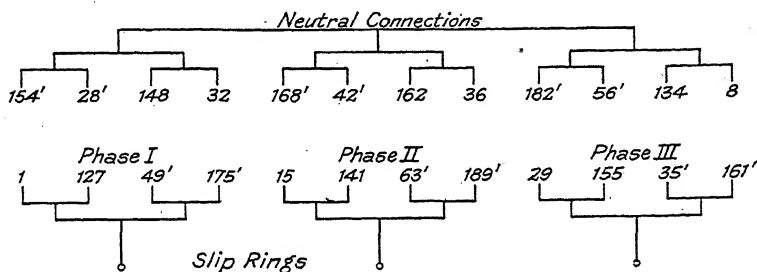 Neutral Connections
154' 28' 148 32 168' 42' 162 36 182' 56' 134 8
Phase I Phase II Phase III
1 127 49' 175' 15 141 63' 189' 29 155 35' 161'
Slip Rings